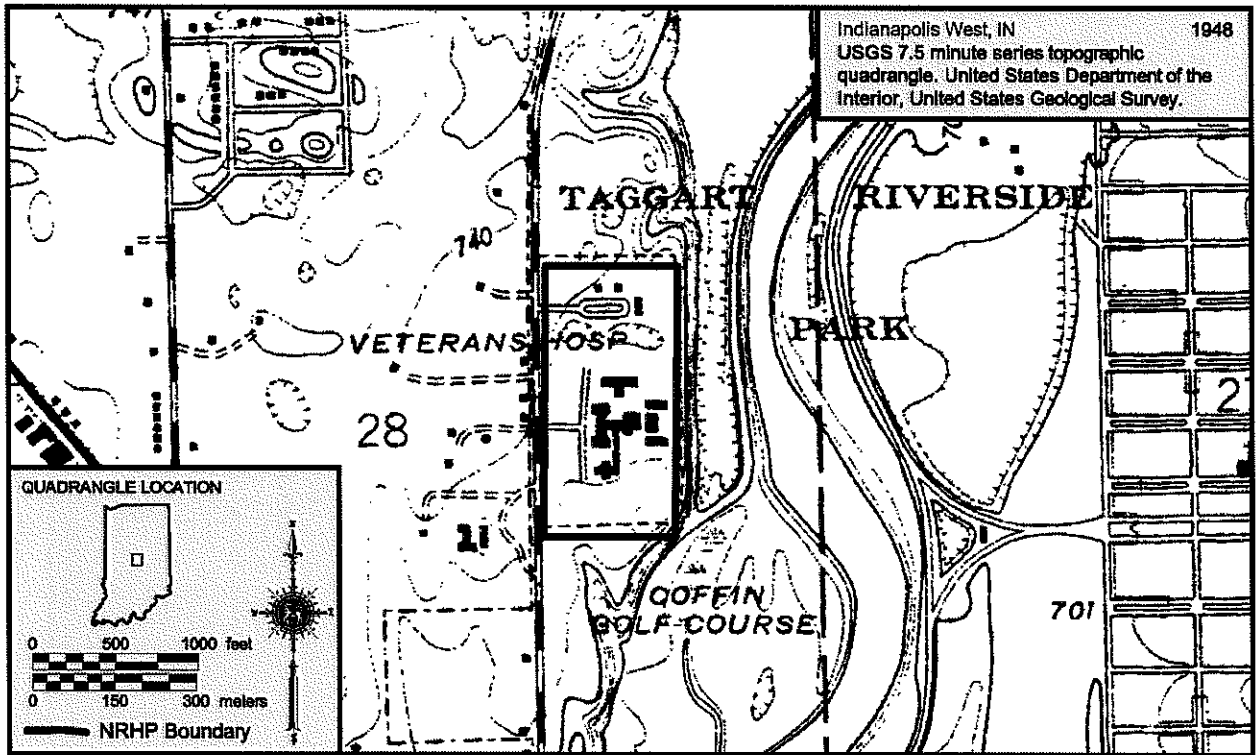 Indianapolis West, IN 1948
USGS 7.5 minute series topographic
quadrangle. United States Department of the
Interior, United States Geological Survey.
TAGGART RIVERSIDE
740
VETERANS HOSP
PARK
28
2
QUADRANGLE LOCATION
COFFIN
GOLF COURSE
701
0 500 1000 feet
0 150 300 meters
NRHP Boundary